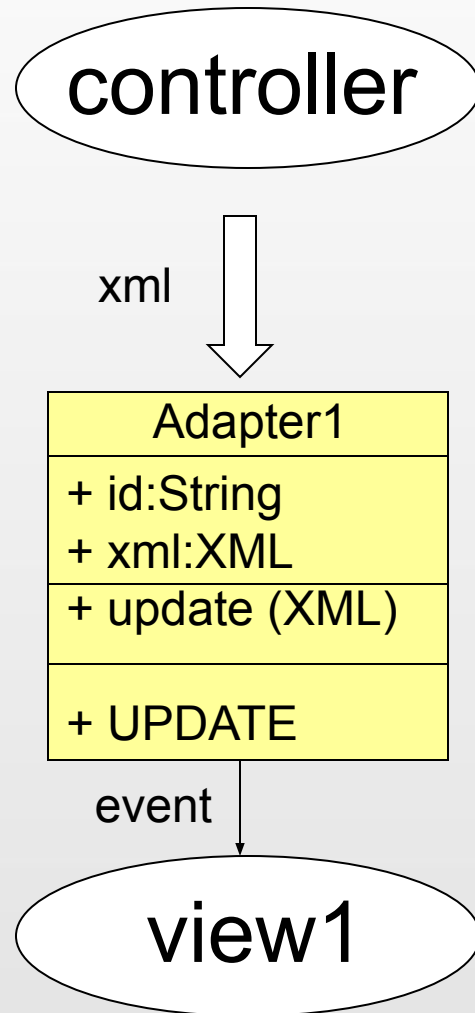 controller
xml
Adapter1
+ id:String
+ xml:XML
+ update (XML)
+ UPDATE
event
view1